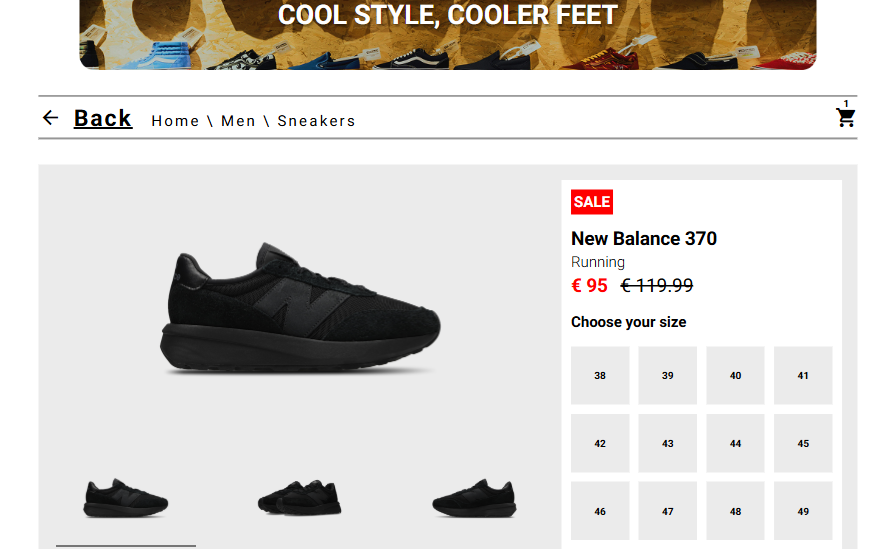 COOL STYLE, COOLER FEET
Back Home \ Men \ Sneakers
1
SALE
New Balance 370
Running
€ 95 € 119.99
Choose your size
38 39 40 41
42 43 44 45
46 47 48 49